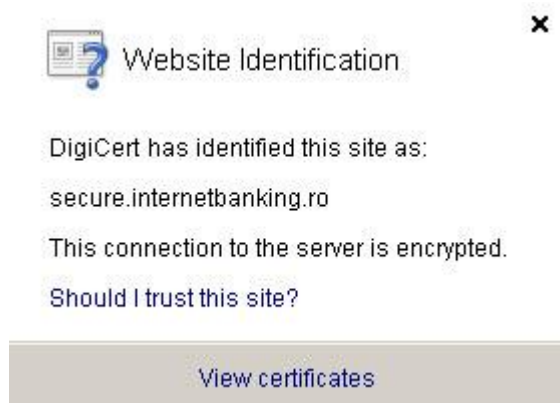 Website Identification
DigiCert has identified this site as:
secure.internetbanking.ro
This connection to the server is encrypted.
Should I trust this site?
View certificates